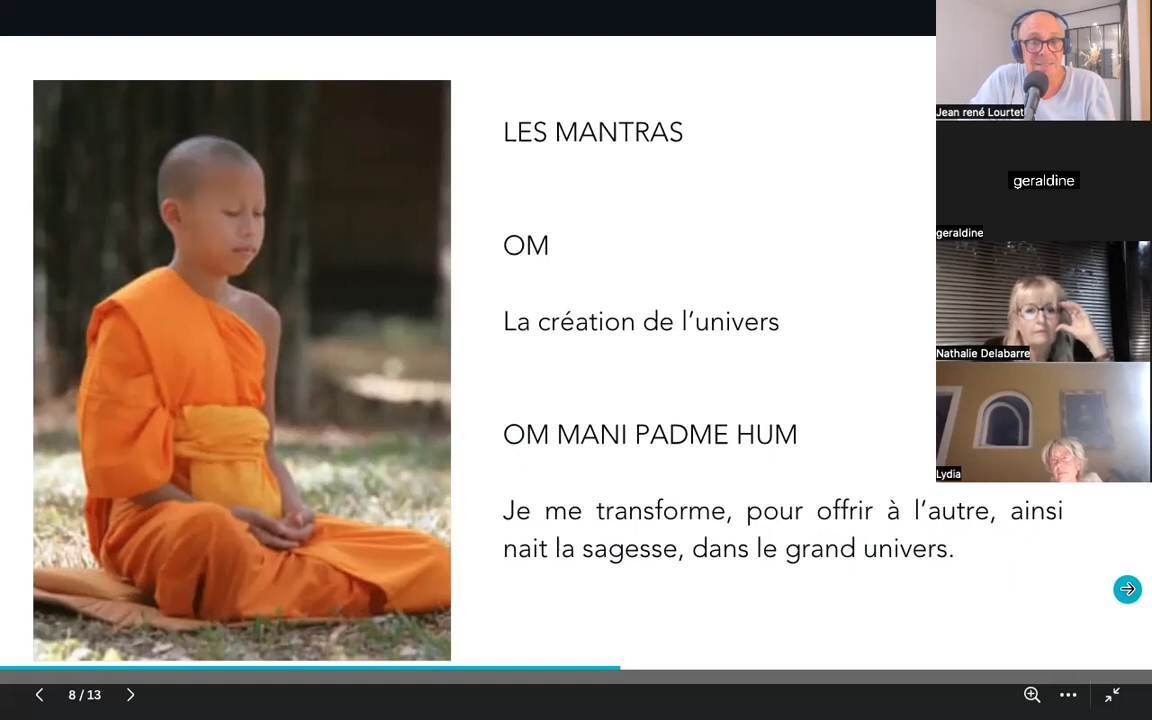 LES MANTRAS
OM
La création de l’univers
OM MANI PADME HUM
Je me transforme, pour offrir à l’autre, ainsi
nait la sagesse, dans le grand univers.
Jean rené Lourtet
geraldine
geraldine
Nathalie Delabarre
Lydia
8 / 13